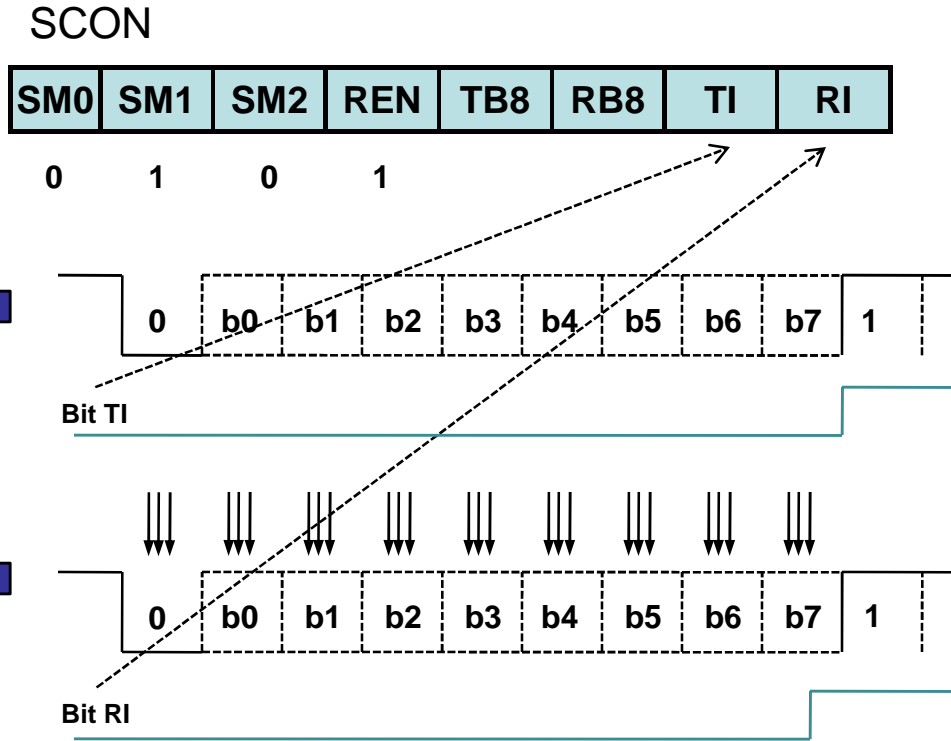 SCON
SM0 SM1 SM2 REN TB8 RB8 TI RI
0 1 0 1
0 b0 b1 b2 b3 b4 b5 b6 b7 1
Bit TI
0 b0 b1 b2 b3 b4 b5 b6 b7 1
Bit RI